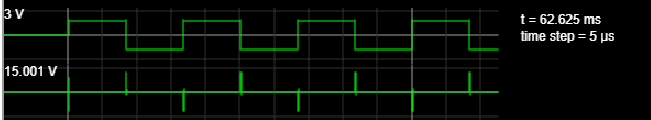 3 V
15.001 V
t = 62.625 ms
time step = 5 µs